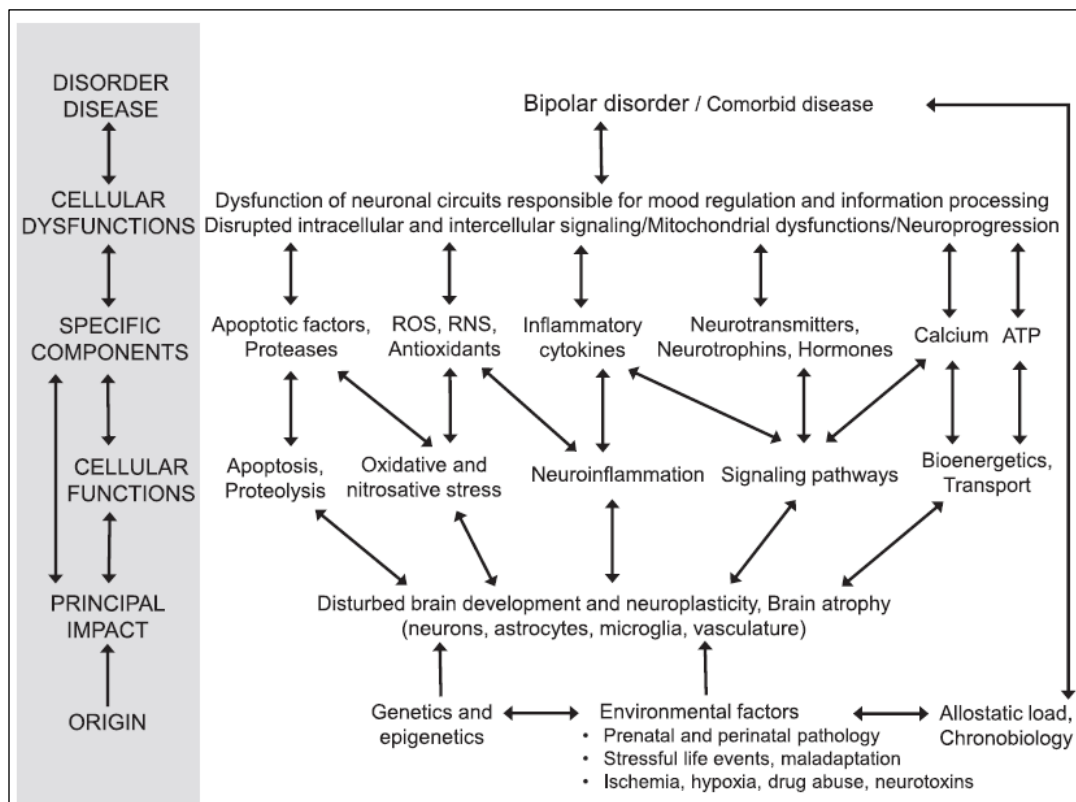 DISORDER
DISEASE
Bipolar disorder / Comorbid disease
CELLULAR
DYSFUNCTIONS
Dysfunction of neuronal circuits responsible for mood regulation and information processing
Disrupted intracellular and intercellular signaling/Mitochondrial dysfunctions/Neuroprogression
SPECIFIC
COMPONENTS
Apoptotic factors,
Proteases
ROS, RNS,
Antioxidants
Inflammatory
cytokines
Neurotransmitters,
Neurotrophins, Hormones
Calcium
ATP
CELLULAR
FUNCTIONS
Apoptosis,
Proteolysis
Oxidative and
nitrosative stress
Neuroinflammation
Signaling pathways
Bioenergetics,
Transport
PRINCIPAL
IMPACT
Disturbed brain development and neuroplasticity, Brain atrophy
(neurons, astrocytes, microglia, vasculature)
ORIGIN
Genetics and
epigenetics
Environmental factors
• Prenatal and perinatal pathology
• Stressful life events, maladaptation
• Ischemia, hypoxia, drug abuse, neurotoxins
Allostatic load,
Chronobiology